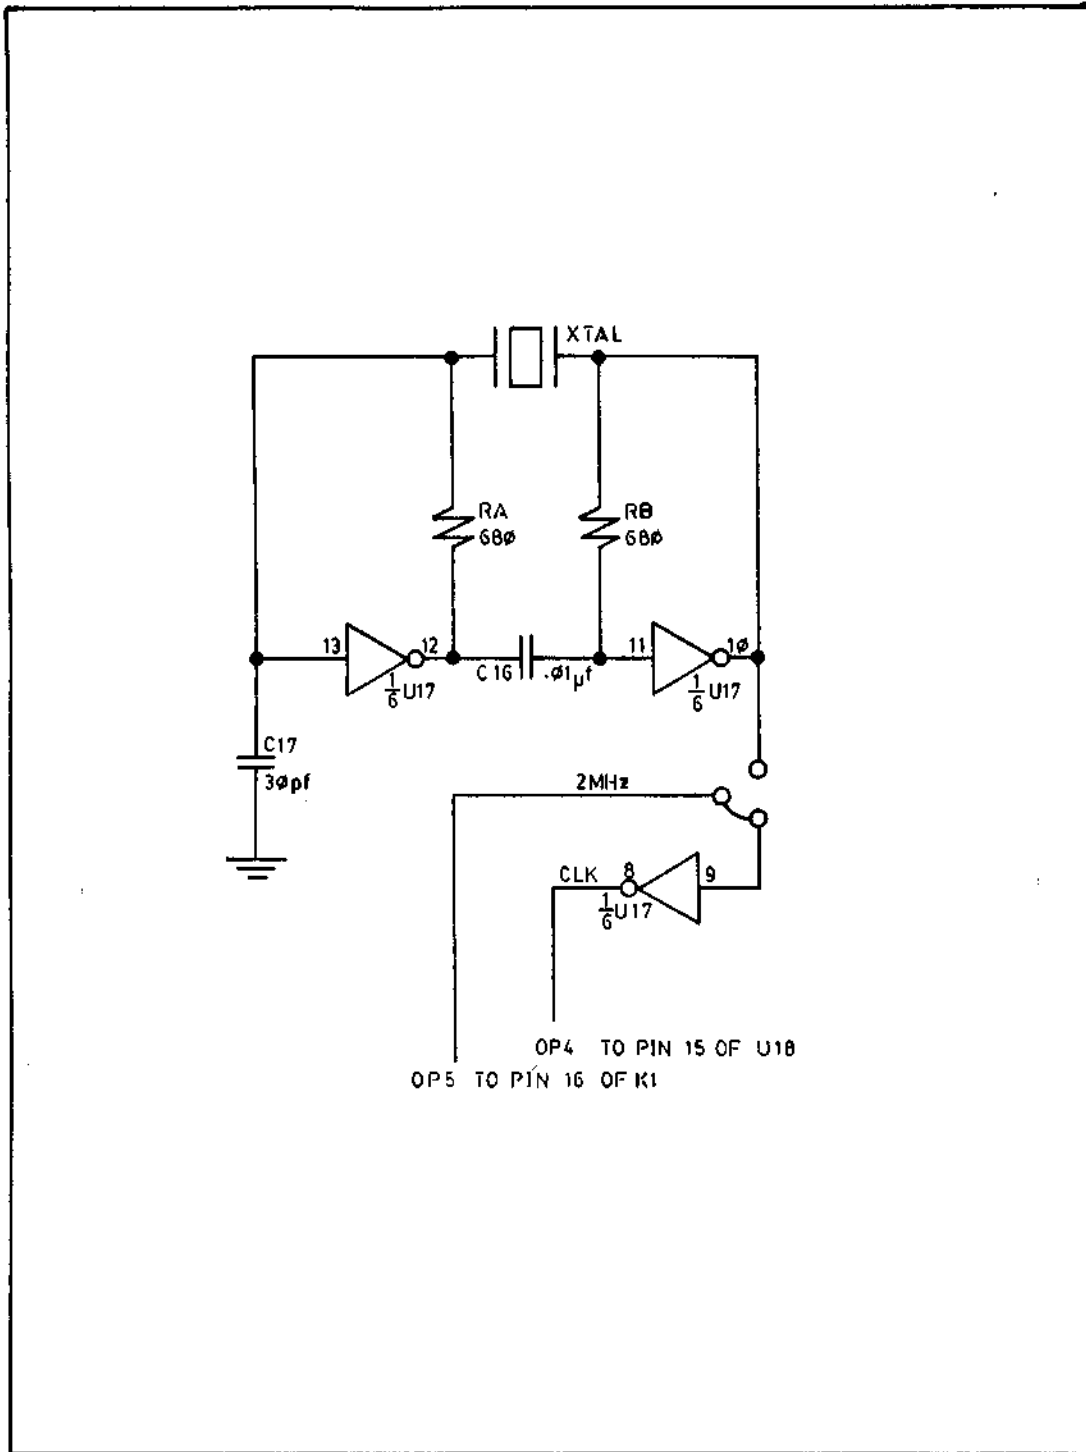 XTAL
RA
68ø
RB
68ø
13
12
C16
.ø1µf
11
1ø
1/6 U17
1/6 U17
C17
3øpf
2MHz
CLK
8
9
1/6 U17
OP4 TO PIN 15 OF U18
OP5 TO PIN 16 OF K1